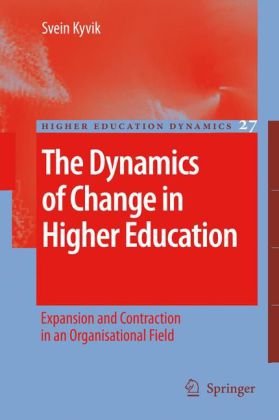 Svein Kyvik
HIGHER EDUCATION DYNAMICS 27
The Dynamics
of Change in
Higher Education
Expansion and Contraction
in an Organisational Field
Springer